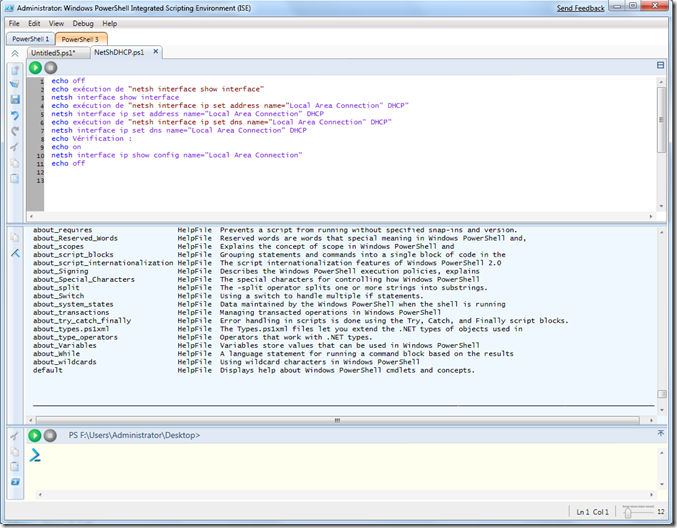 Administrator: Windows PowerShell Integrated Scripting Environment (ISE)
Send Feedback
File Edit View Debug Help
PowerShell 1 PowerShell 3
Untitled5.ps1* NetShDHCP.ps1
1 echo off
2 echo exécution de "netsh interface show interface"
3 netsh interface show interface
4 echo exécution de "netsh interface ip set address name="Local Area Connection" DHCP"
5 netsh interface ip set address name="Local Area Connection" DHCP
6 echo exécution de "netsh interface ip set dns name="Local Area Connection" DHCP"
7 netsh interface ip set dns name="Local Area Connection" DHCP
8 echo Vérification :
9 echo on
10 netsh interface ip show config name="Local Area Connection"
11 echo off
12
13
about_requires HelpFile Prevents a script from running without specified snap-ins and version.
about_Reserved_Words HelpFile Reserved words are words that special meaning in Windows PowerShell and,
about_scopes HelpFile Explains the concept of scope in Windows PowerShell and
about_script_blocks HelpFile Grouping statements and commands into a single block of code in the
about_script_internationalization HelpFile The script internationalization features of Windows PowerShell 2.0
about_Signing HelpFile Describes the Windows PowerShell execution policies, explains
about_Special_Characters HelpFile The special characters for controlling how Windows PowerShell
about_split HelpFile The -split operator splits one or more strings into substrings.
about_Switch HelpFile Using a switch to handle multiple if statements.
about_system_states HelpFile Data maintained by the Windows PowerShell when the shell is running
about_transactions HelpFile Managing transacted operations in Windows PowerShell
about_try_catch_finally HelpFile Error handling in scripts is done using the Try, Catch, and Finally script blocks.
about_types.ps1xml HelpFile The Types.ps1xml files let you extend the .NET types of objects used in
about_type_operators HelpFile Operators that work with .NET types.
about_Variables HelpFile Variables store values that can be used in Windows PowerShell
about_While HelpFile A language statement for running a command block based on the results
about_wildcards HelpFile Using wildcard characters in Windows PowerShell
default HelpFile Displays help about Windows PowerShell cmdlets and concepts.
PS F:\Users\Administrator\Desktop>
Ln 1 Col 1 12